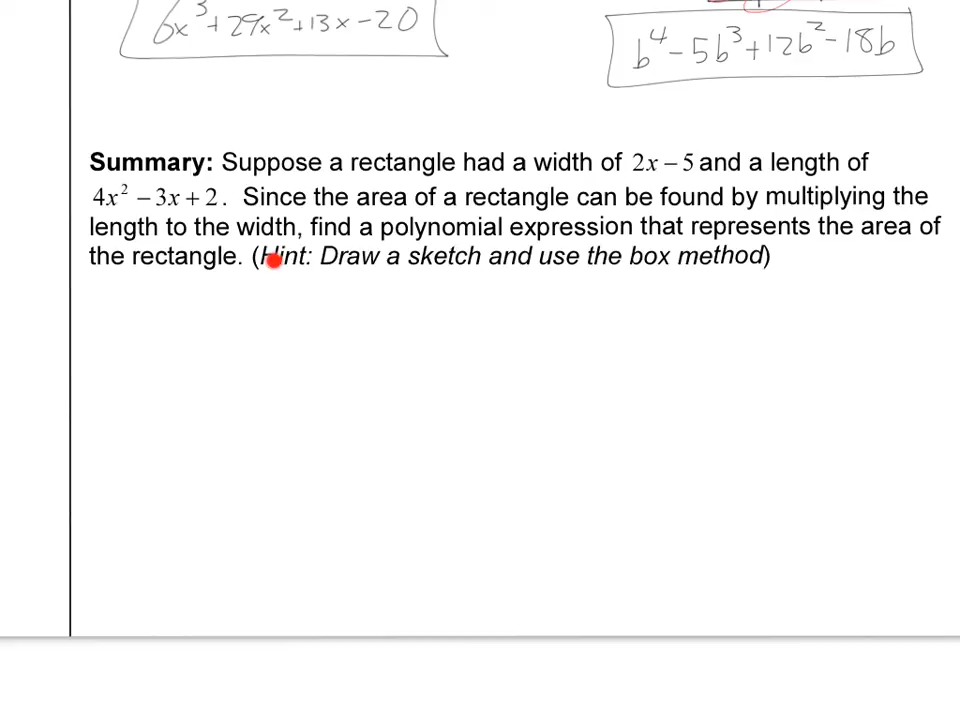 6x³+29x²+13x-20
b⁴-5b³+12b²-18b
Summary: Suppose a rectangle had a width of 2x – 5 and a length of
4x² – 3x + 2. Since the area of a rectangle can be found by multiplying the
length to the width, find a polynomial expression that represents the area of
the rectangle. (Hint: Draw a sketch and use the box method)